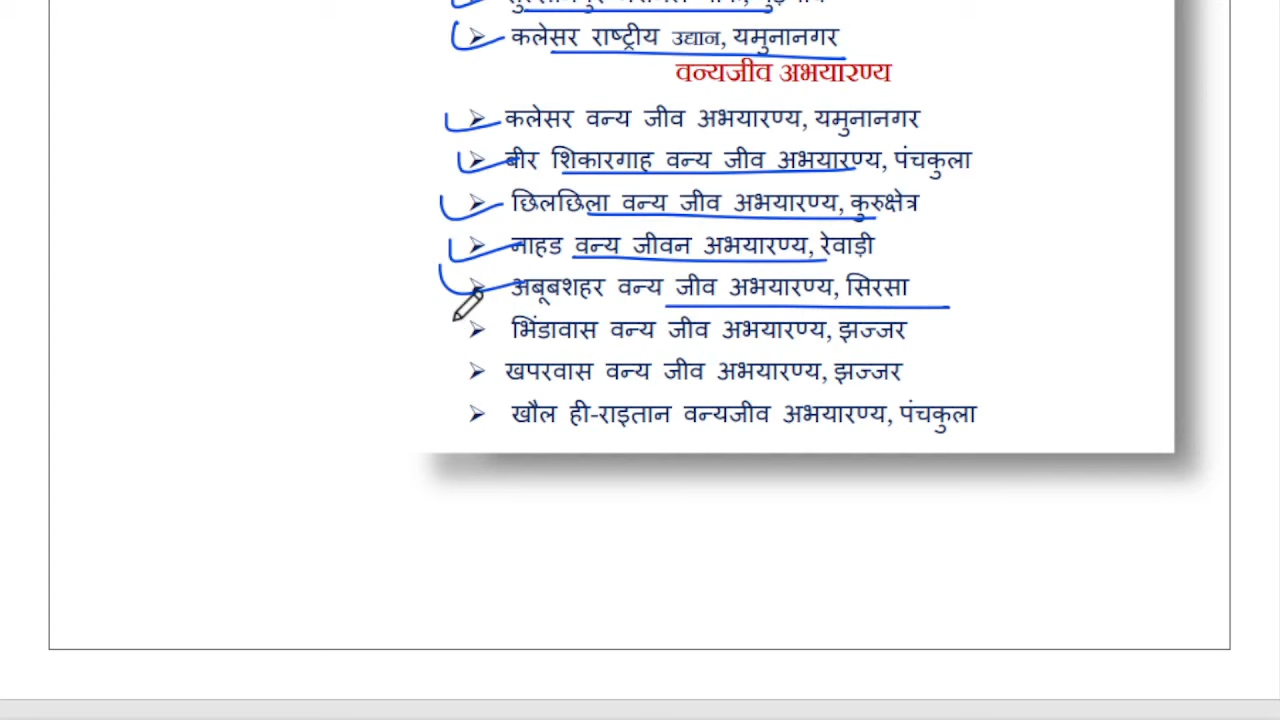 ➢ कलेसर राष्ट्रीय उद्यान, यमुनानगर
वन्यजीव अभयारण्य
➢ कलेसर वन्य जीव अभयारण्य, यमुनानगर
➢ बीर शिकारगाह वन्य जीव अभयारण्य, पंचकुला
➢ छिलछिला वन्य जीव अभयारण्य, कुरुक्षेत्र
➢ नाहड वन्य जीवन अभयारण्य, रेवाड़ी
➢ अबूबशहर वन्य जीव अभयारण्य, सिरसा
➢ भिंडावास वन्य जीव अभयारण्य, झज्जर
➢ खपरवास वन्य जीव अभयारण्य, झज्जर
➢ खौल ही-राइतान वन्यजीव अभयारण्य, पंचकुला